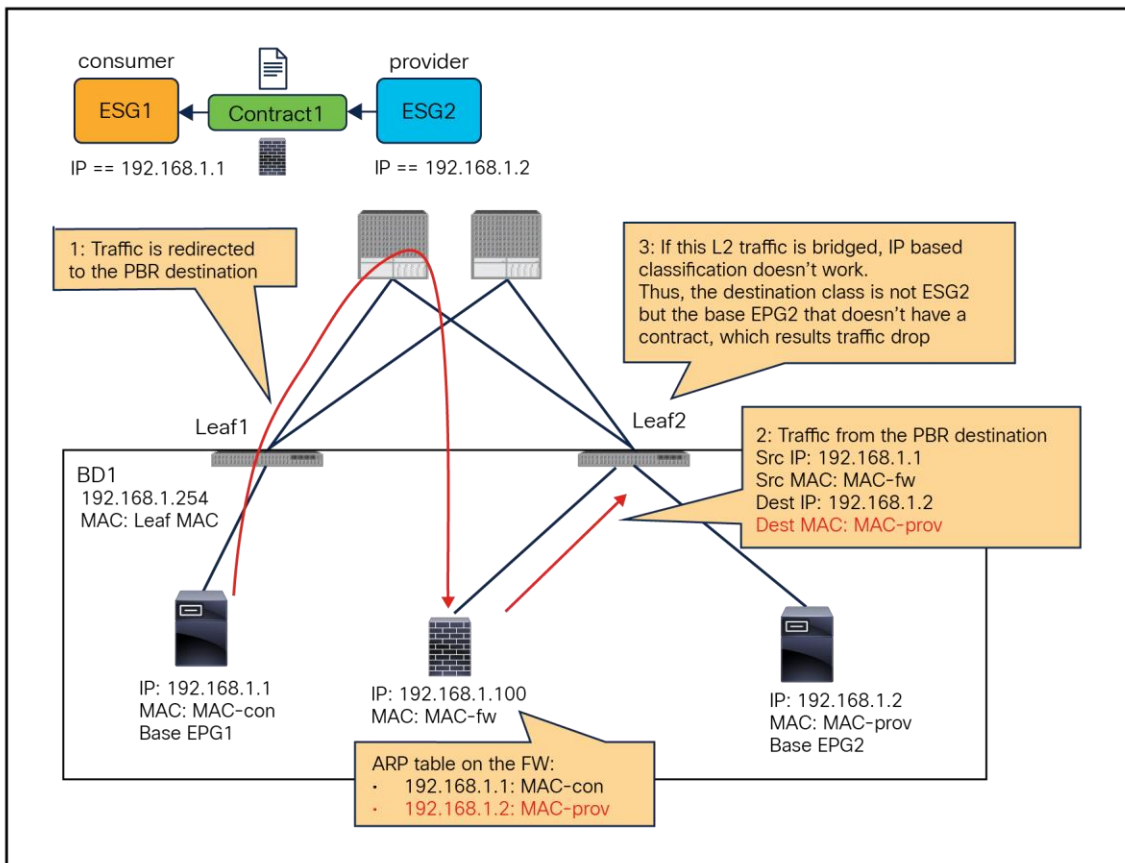 consumer
provider
ESG1
Contract1
ESG2
IP == 192.168.1.1
IP == 192.168.1.2
1: Traffic is redirected
to the PBR destination
3: If this L2 traffic is bridged, IP based
classification doesn't work.
Thus, the destination class is not ESG2
but the base EPG2 that doesn't have a
contract, which results traffic drop
Leaf1
Leaf2
2: Traffic from the PBR destination
Src IP: 192.168.1.1
Src MAC: MAC-fw
Dest IP: 192.168.1.2
Dest MAC: MAC-prov
BD1
192.168.1.254
MAC: Leaf MAC
IP: 192.168.1.1
MAC: MAC-con
Base EPG1
IP: 192.168.1.100
MAC: MAC-fw
IP: 192.168.1.2
MAC: MAC-prov
Base EPG2
ARP table on the FW:
• 192.168.1.1: MAC-con
• 192.168.1.2: MAC-prov